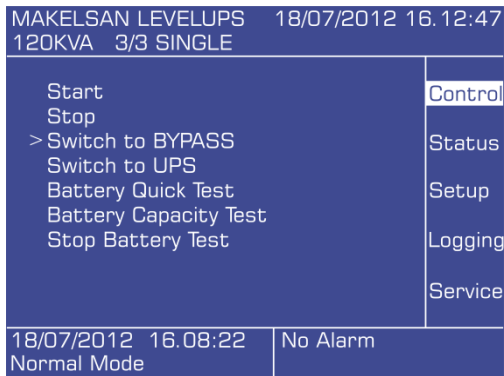 MAKELSAN LEVELUPS 18/07/2012 16.12:47
120KVA 3/3 SINGLE
Start
Stop
> Switch to BYPASS
Switch to UPS
Battery Quick Test
Battery Capacity Test
Stop Battery Test
Control
Status
Setup
Logging
Service
18/07/2012 16.08:22
Normal Mode
No Alarm